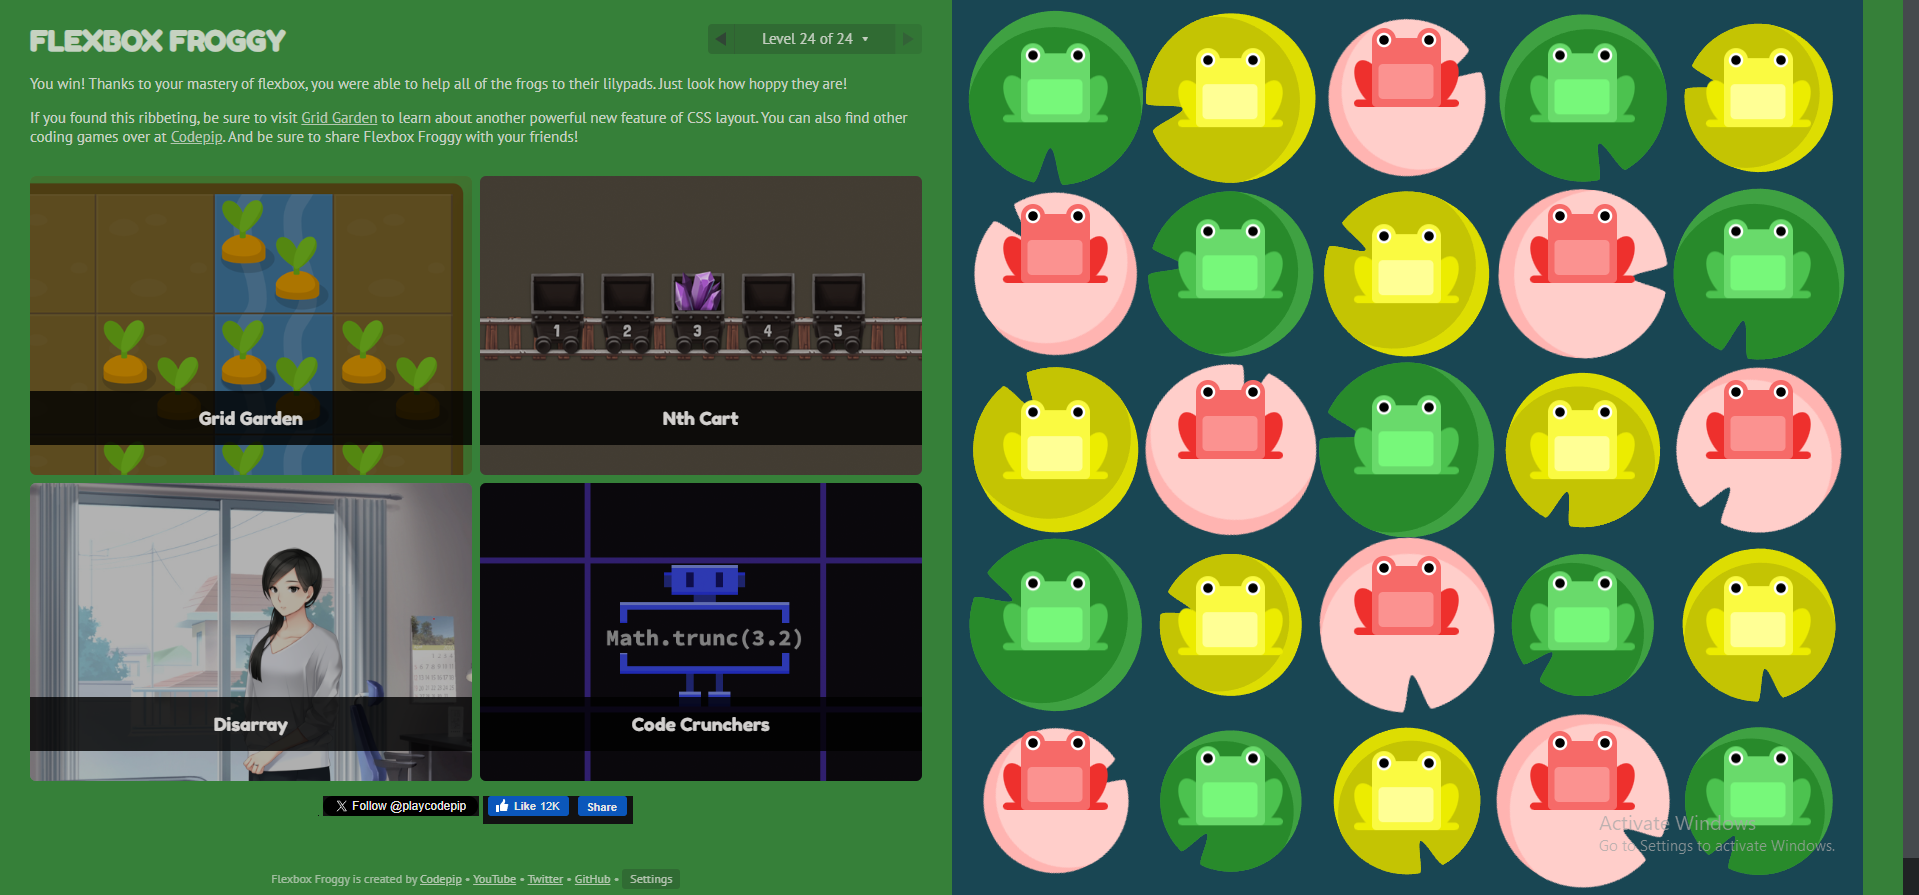 FLEXBOX FROGGY
Level 24 of 24
You win! Thanks to your mastery of flexbox, you were able to help all of the frogs to their lilypads. Just look how hoppy they are!
If you found this ribbeting, be sure to visit Grid Garden to learn about another powerful new feature of CSS layout. You can also find other
coding games over at Codepip. And be sure to share Flexbox Froggy with your friends!
Grid Garden
1 2 3 4 5
Nth Cart
Disarray
Math.trunc(3.2)
Code Crunchers
Follow @playcodepip
Like 12K
Share
Flexbox Froggy is created by Codepip • YouTube • Twitter • GitHub • Settings
Activate Windows
Go to Settings to activate Windows.